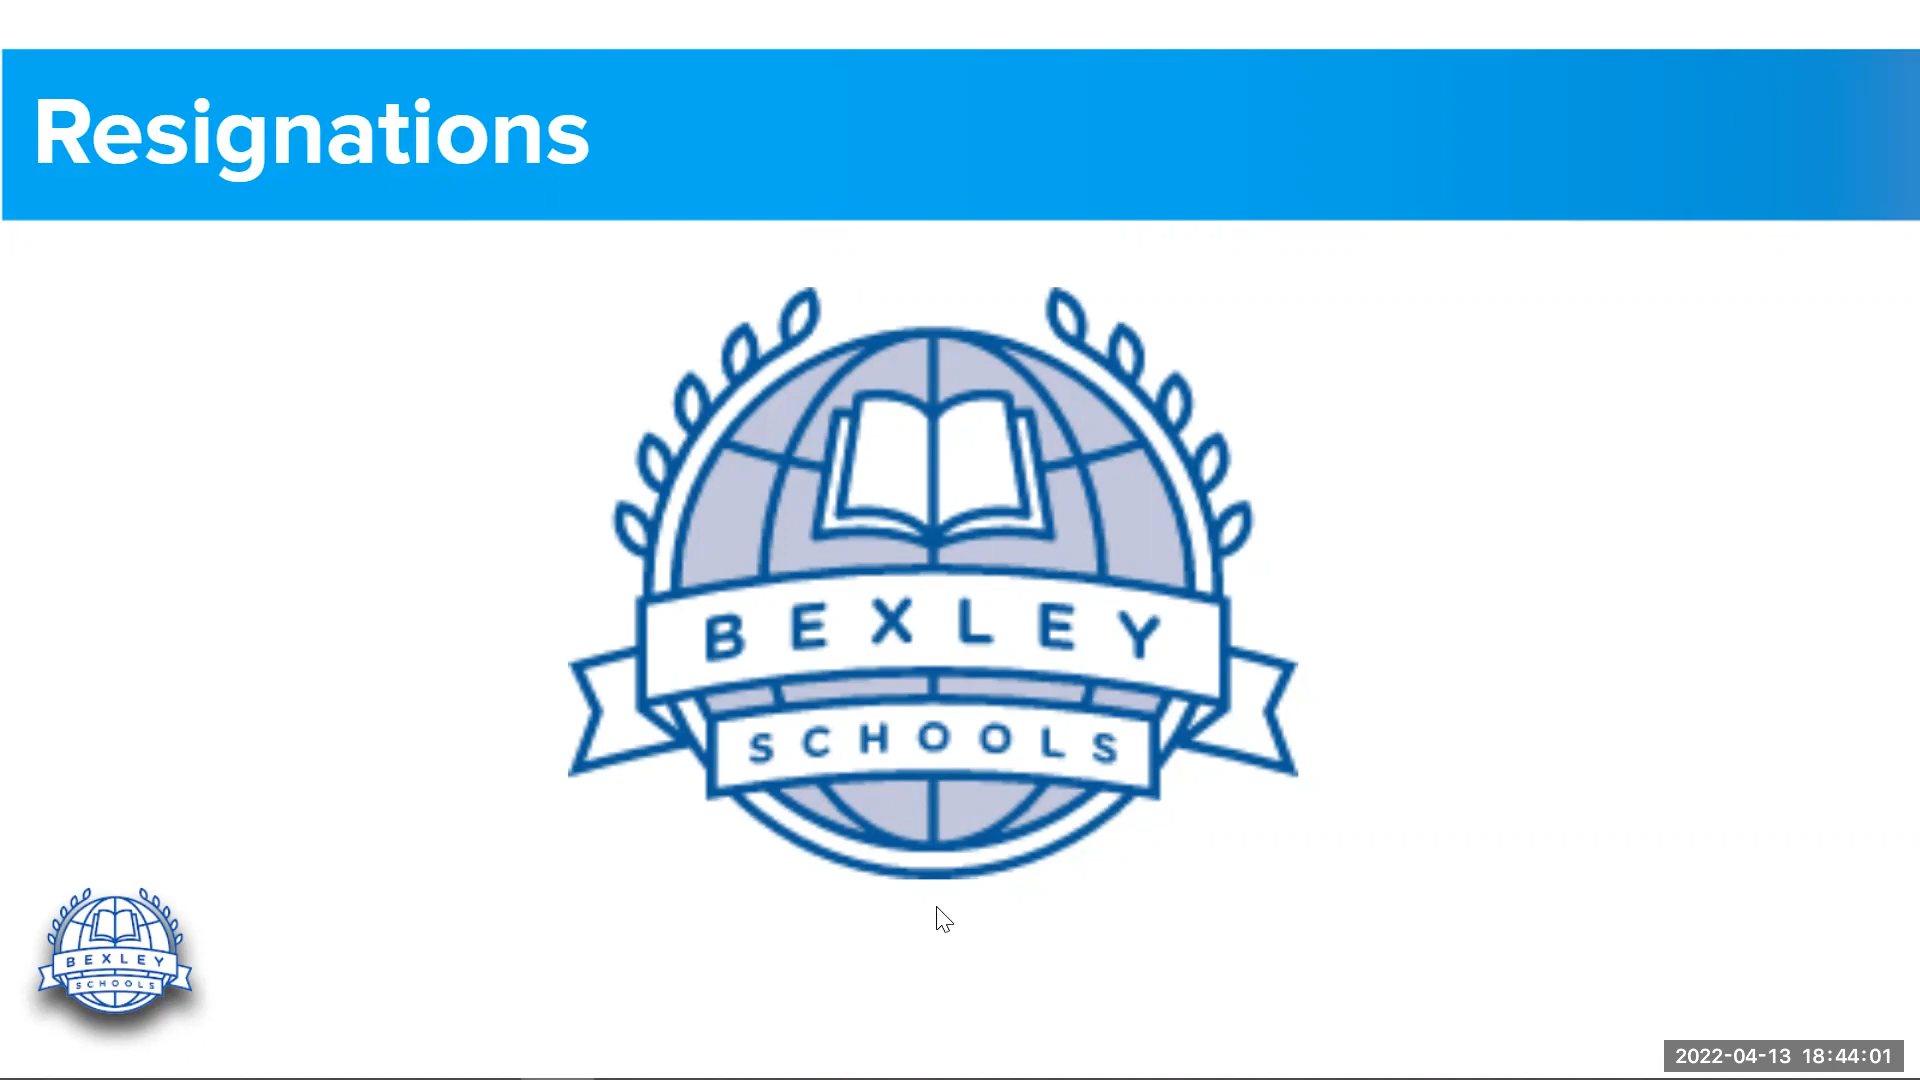 Resignations
BEXLEY
SCHOOLS
BEXLEY
SCHOOLS
2022-04-13 18:44:01